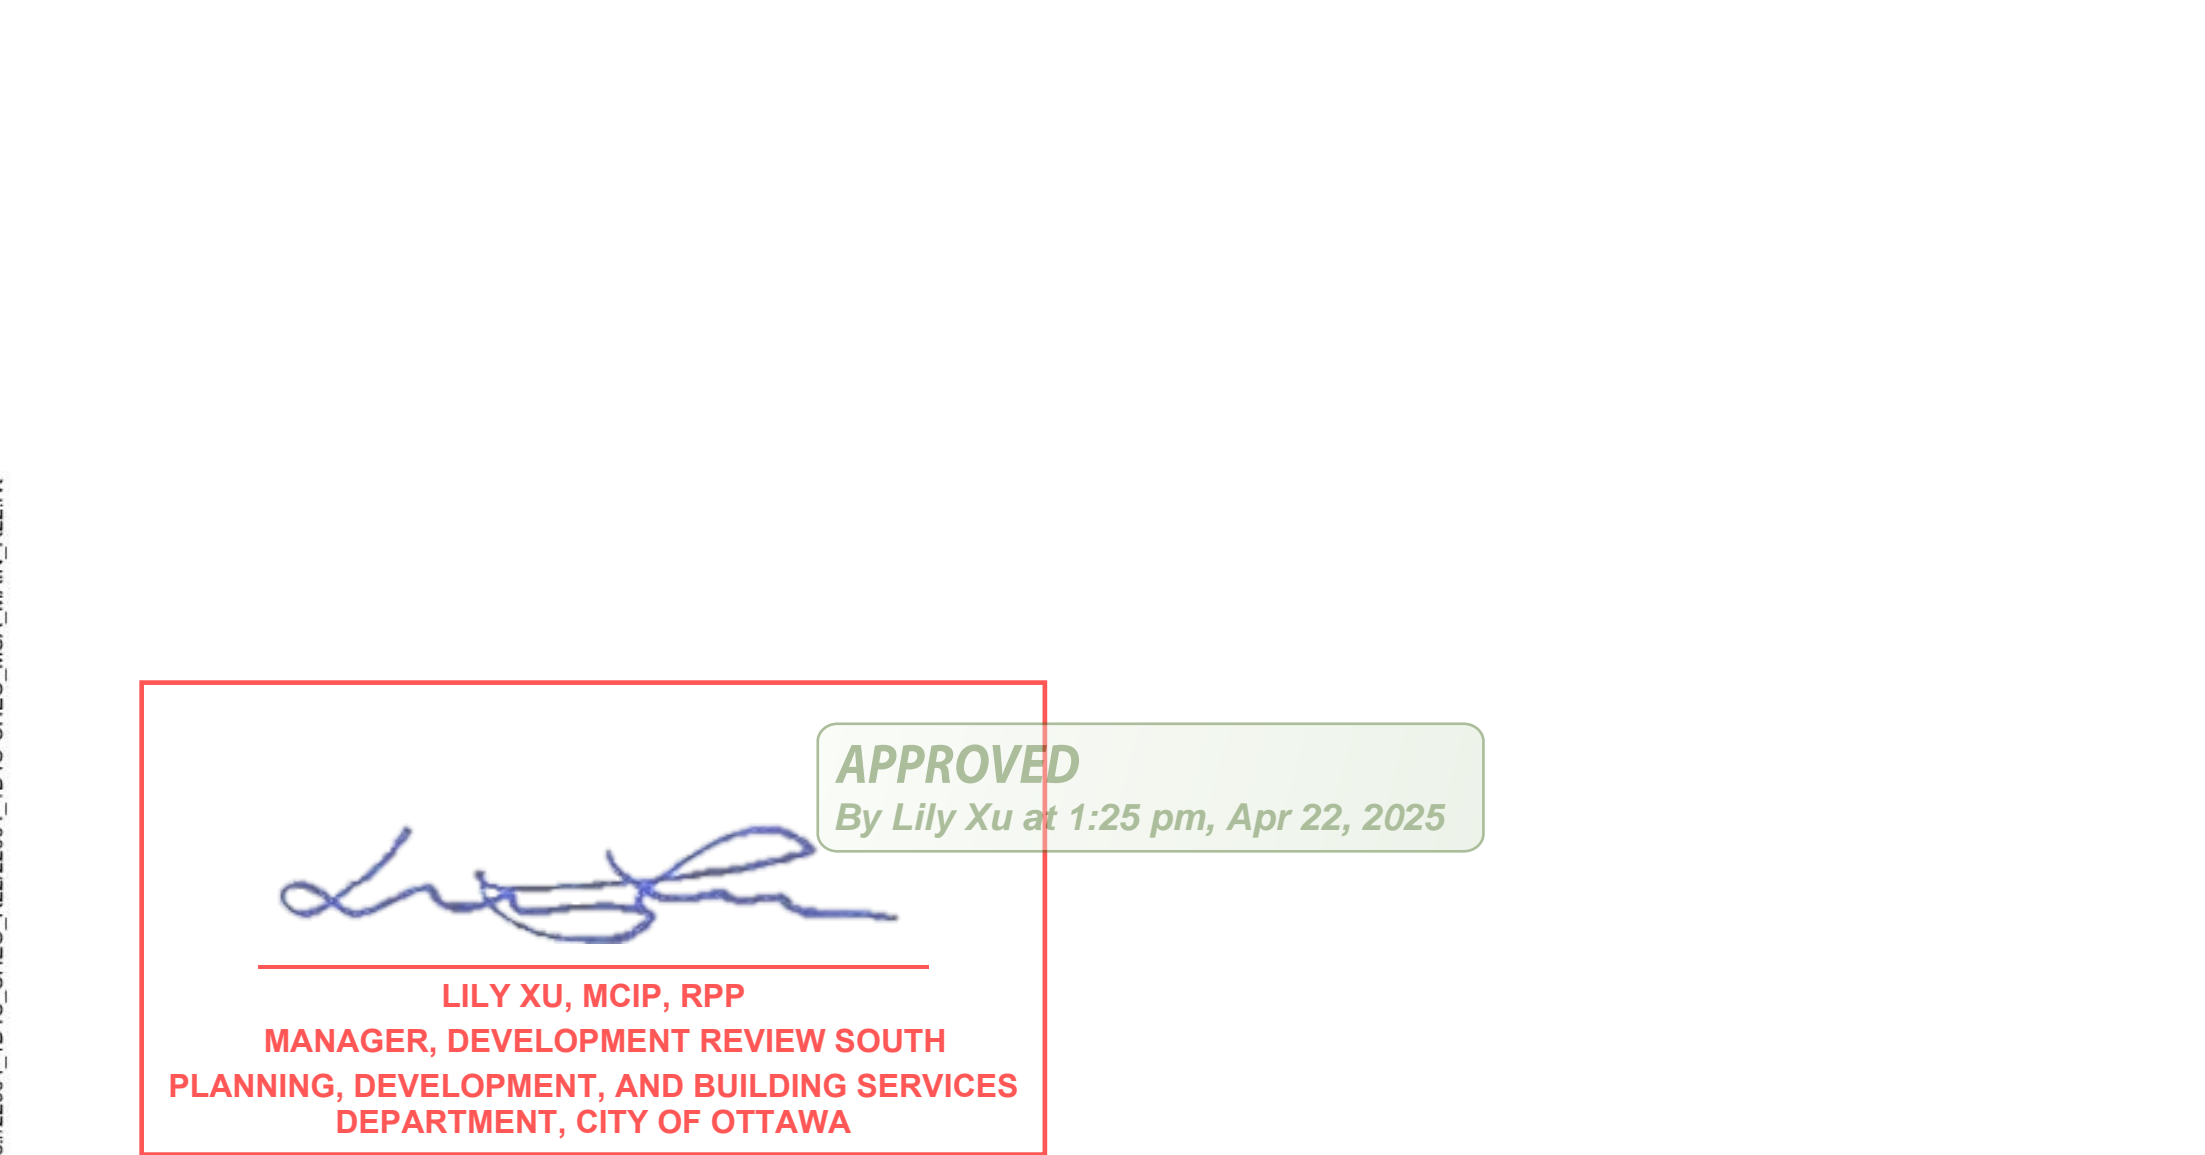 APPROVED
By Lily Xu at 1:25 pm, Apr 22, 2025
LILY XU, MCIP, RPP
MANAGER, DEVELOPMENT REVIEW SOUTH
PLANNING, DEVELOPMENT, AND BUILDING SERVICES
DEPARTMENT, CITY OF OTTAWA